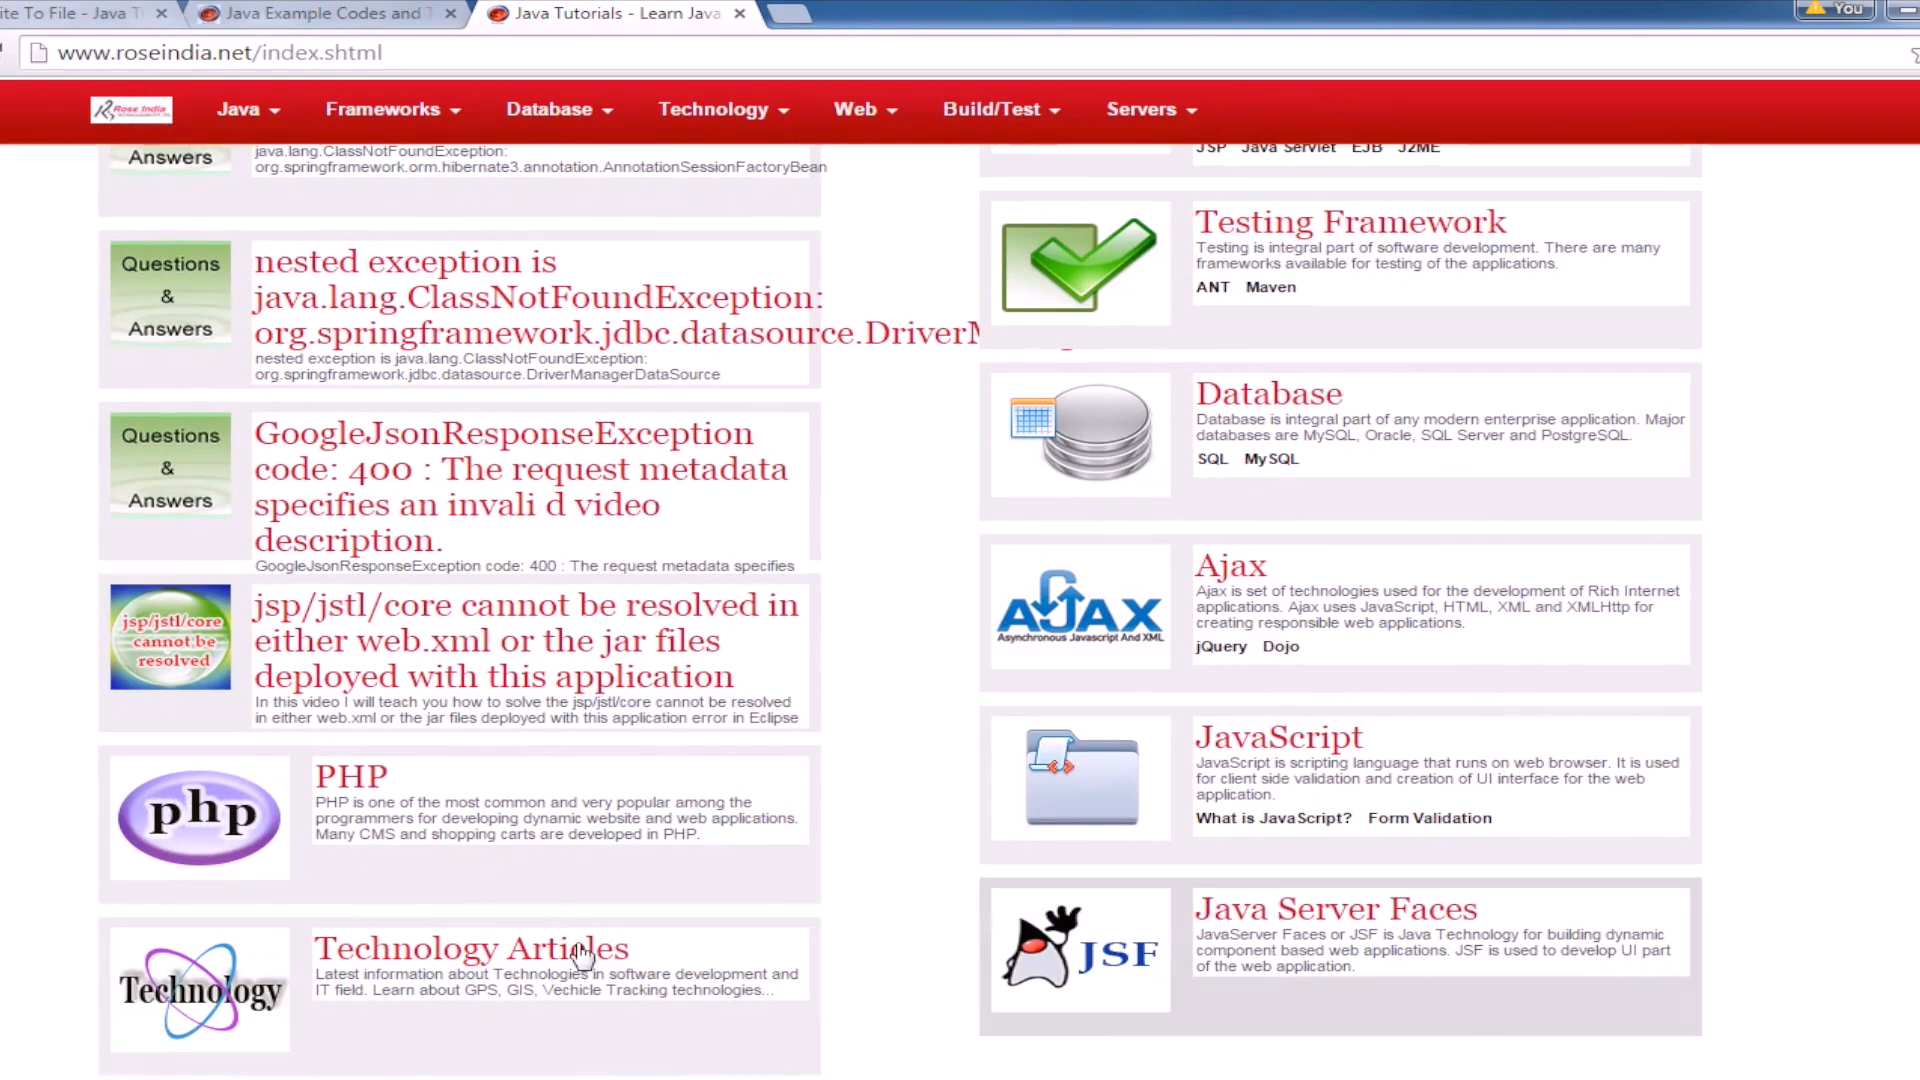 ite To File - Java T
Java Example Codes and T
Java Tutorials - Learn Java
You
www.roseindia.net/index.shtml
Rose India
Java
Frameworks
Database
Technology
Web
Build/Test
Servers
Answers
java.lang.ClassNotFoundException:
org.springframework.orm.hibernate3.annotation.AnnotationSessionFactoryBean
Questions
&
Answers
nested exception is
java.lang.ClassNotFoundException:
org.springframework.jdbc.datasource.DriverM
nested exception is java.lang.ClassNotFoundException:
org.springframework.jdbc.datasource.DriverManagerDataSource
Questions
&
Answers
GoogleJsonResponseException
code: 400 : The request metadata
specifies an invali d video
description.
GoogleJsonResponseException code: 400 : The request metadata specifies
jsp/jstl/core
cannot be
resolved
jsp/jstl/core cannot be resolved in
either web.xml or the jar files
deployed with this application
In this video I will teach you how to solve the jsp/jstl/core cannot be resolved
in either web.xml or the jar files deployed with this application error in Eclipse
php
PHP
PHP is one of the most common and very popular among the
programmers for developing dynamic website and web applications.
Many CMS and shopping carts are developed in PHP.
Technology
Technology Articles
Latest information about Technologies in software development and
IT field. Learn about GPS, GIS, Vechicle Tracking technologies...
JSP Java Servlet EJB J2ME
Testing Framework
Testing is integral part of software development. There are many
frameworks available for testing of the applications.
ANT Maven
Database
Database is integral part of any modern enterprise application. Major
databases are MySQL, Oracle, SQL Server and PostgreSQL.
SQL MySQL
AJAX
Asynchronous Javascript And XML
Ajax
Ajax is set of technologies used for the development of Rich Internet
applications. Ajax uses JavaScript, HTML, XML and XMLHttp for
creating responsible web applications.
jQuery Dojo
JavaScript
JavaScript is scripting language that runs on web browser. It is used
for client side validation and creation of UI interface for the web
application.
What is JavaScript? Form Validation
JSF
Java Server Faces
JavaServer Faces or JSF is Java Technology for building dynamic
component based web applications. JSF is used to develop UI part
of the web application.